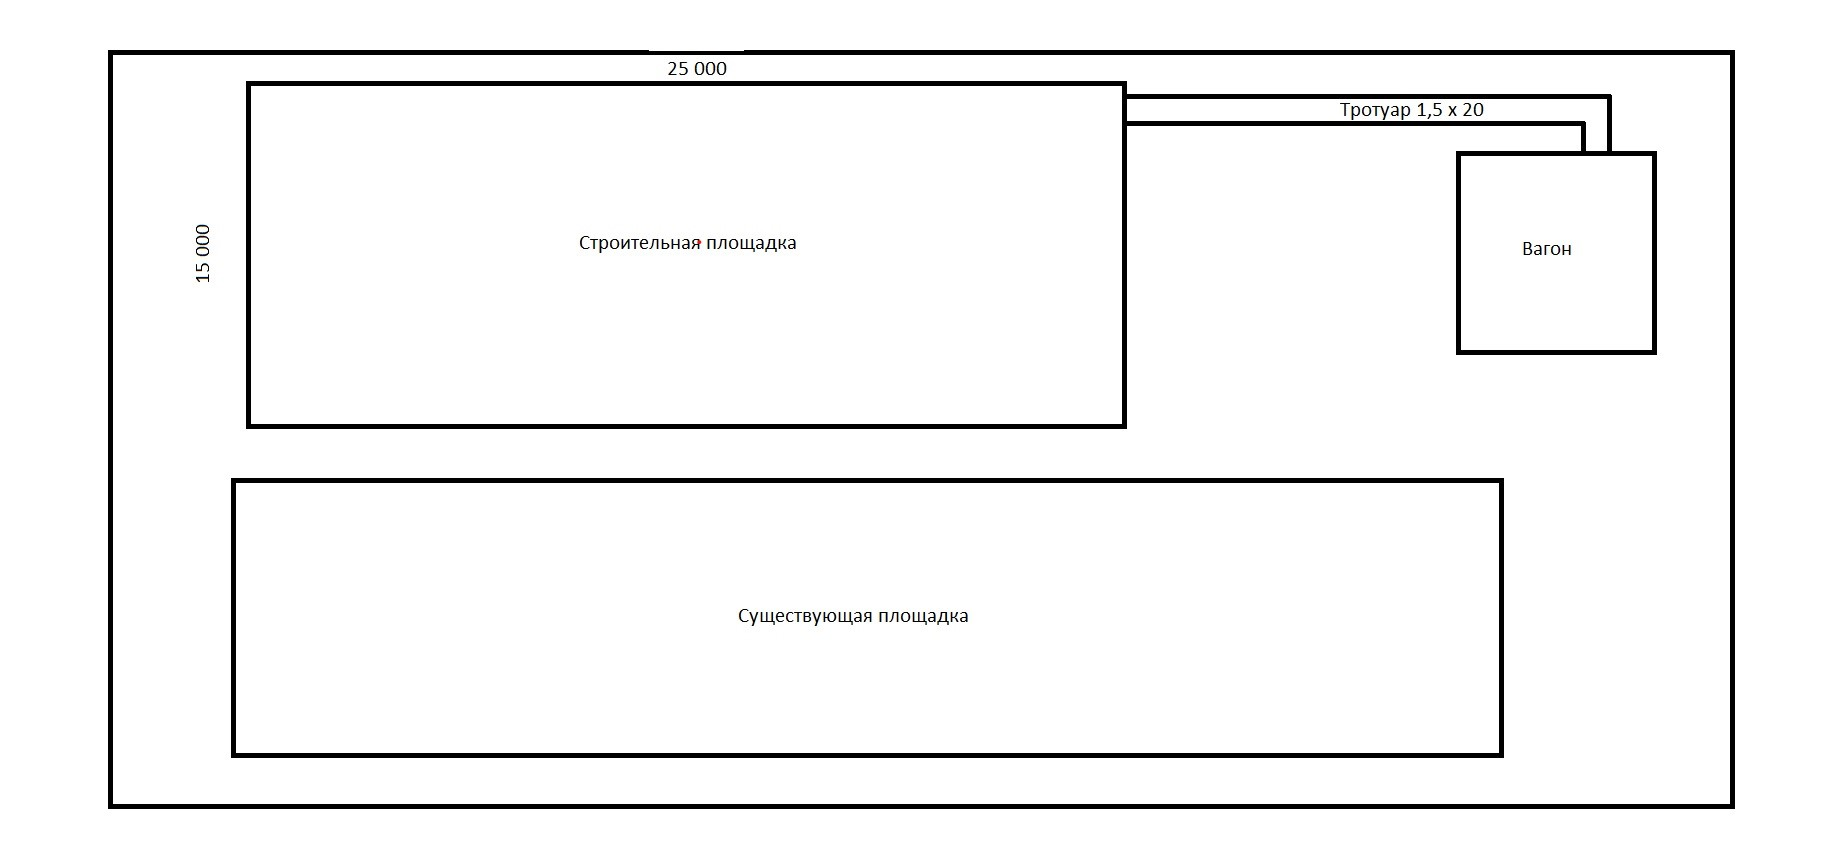 25 000
Тротуар 1,5 х 20
15 000
Строительная площадка
Вагон
Существующая площадка